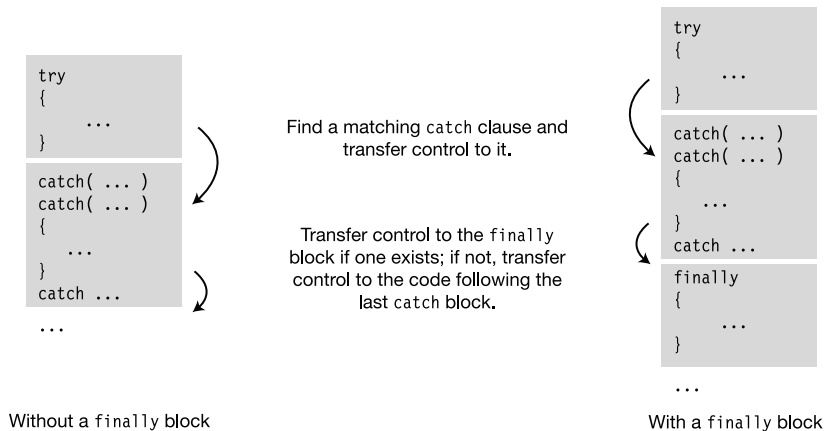 try
{
...
}
catch( ... )
catch( ... )
{
...
}
catch ...
...
Without a finally block
Find a matching catch clause and
transfer control to it.
Transfer control to the finally
block if one exists; if not, transfer
control to the code following the
last catch block.
try
{
...
}
catch( ... )
catch( ... )
{
...
}
catch ...
finally
{
...
}
...
With a finally block